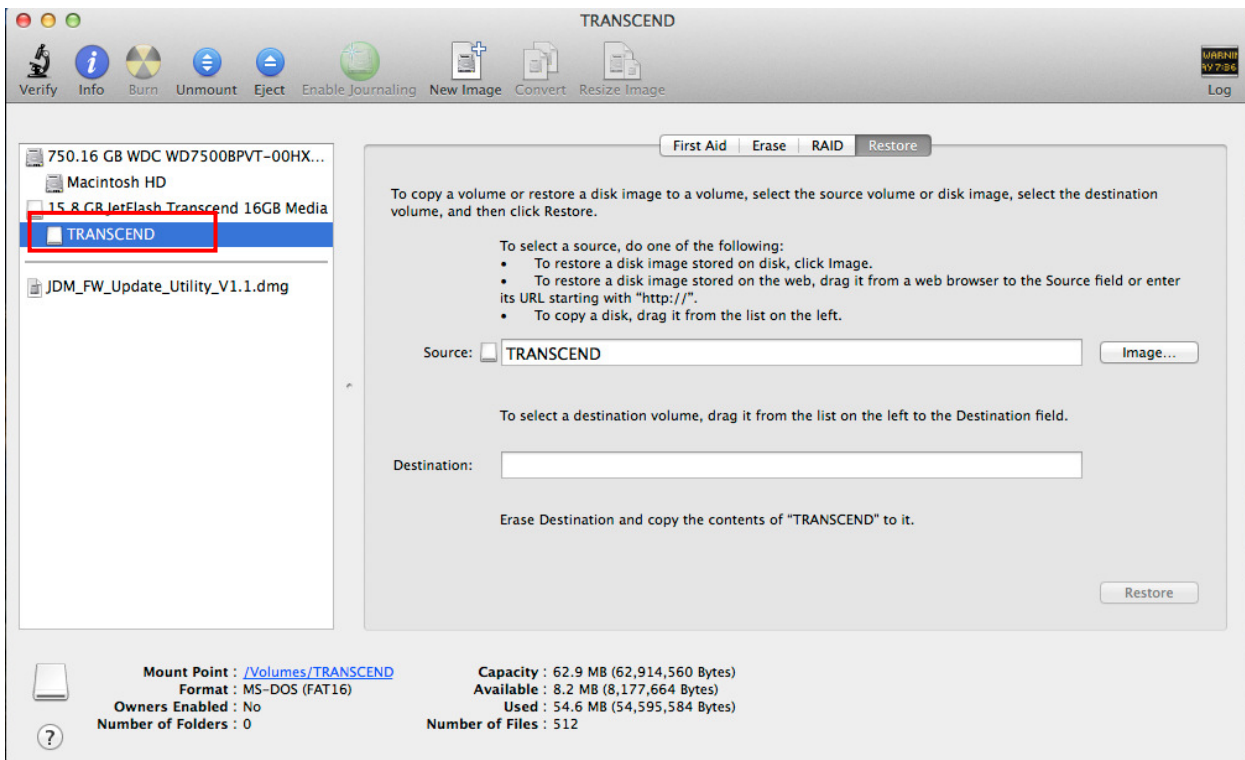 TRANSCEND
Verify Info Burn Unmount Eject Enable Journaling New Image Convert Resize Image Log
WARNIN
AY 7:36
First Aid Erase RAID Restore
750.16 GB WDC WD7500BPVT-00HX...
Macintosh HD
15.8 GB JetFlash Transcend 16GB Media
TRANSCEND
JDM_FW_Update_Utility_V1.1.dmg
To copy a volume or restore a disk image to a volume, select the source volume or disk image, select the destination
volume, and then click Restore.
To select a source, do one of the following:
• To restore a disk image stored on disk, click Image.
• To restore a disk image stored on the web, drag it from a web browser to the Source field or enter
its URL starting with “http://”.
• To copy a disk, drag it from the list on the left.
Source: TRANSCEND Image...
To select a destination volume, drag it from the list on the left to the Destination field.
Destination:
Erase Destination and copy the contents of “TRANSCEND” to it.
Restore
Mount Point : /Volumes/TRANSCEND Capacity : 62.9 MB (62,914,560 Bytes)
Format : MS-DOS (FAT16) Available : 8.2 MB (8,177,664 Bytes)
Owners Enabled : No Used : 54.6 MB (54,595,584 Bytes)
Number of Folders : 0 Number of Files : 512
?